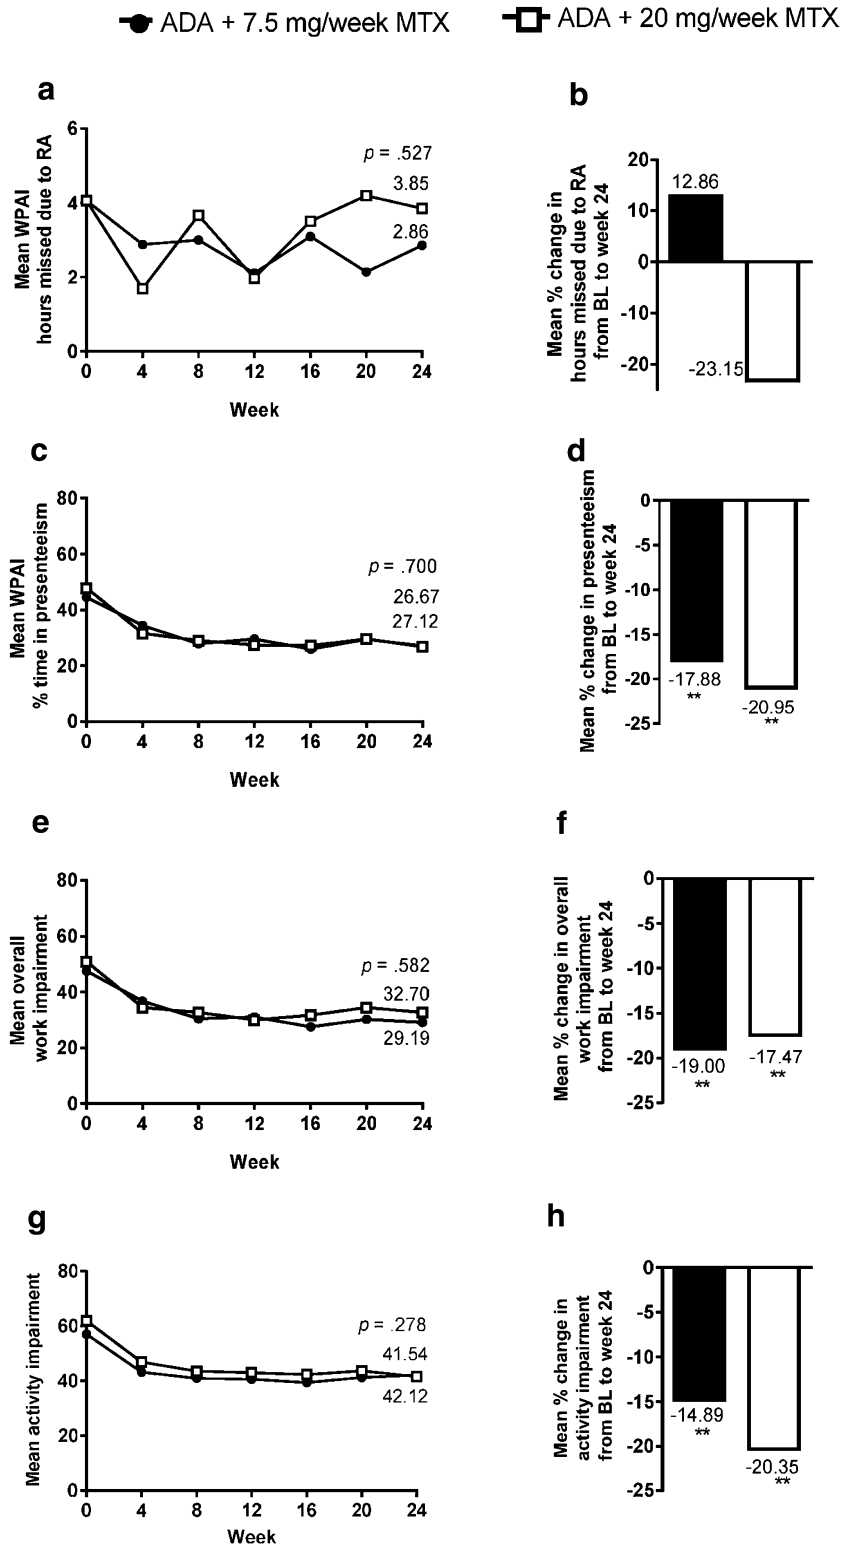 ADA + 7.5 mg/week MTX
ADA + 20 mg/week MTX
a
Mean WPAI
hours missed due to RA
6
4
2
0
p = .527
3.85
2.86
0 4 8 12 16 20 24
Week
b
Mean % change in
hours missed due to RA
from BL to week 24
20
10
0
-10
-20
12.86
-23.15
c
Mean WPAI
% time in presenteeism
80
60
40
20
0
p = .700
26.67
27.12
0 4 8 12 16 20 24
Week
d
Mean % change in presenteeism
from BL to week 24
0
-5
-10
-15
-20
-25
-17.88
**
-20.95
**
e
Mean overall
work impairment
80
60
40
20
0
p = .582
32.70
29.19
0 4 8 12 16 20 24
Week
f
Mean % change in overall
work impairment
from BL to week 24
0
-5
-10
-15
-20
-25
-19.00
**
-17.47
**
g
Mean activity impairment
80
60
40
20
0
p = .278
41.54
42.12
0 4 8 12 16 20 24
Week
h
Mean % change in
activity impairment
from BL to week 24
0
-5
-10
-15
-20
-25
-14.89
**
-20.35
**